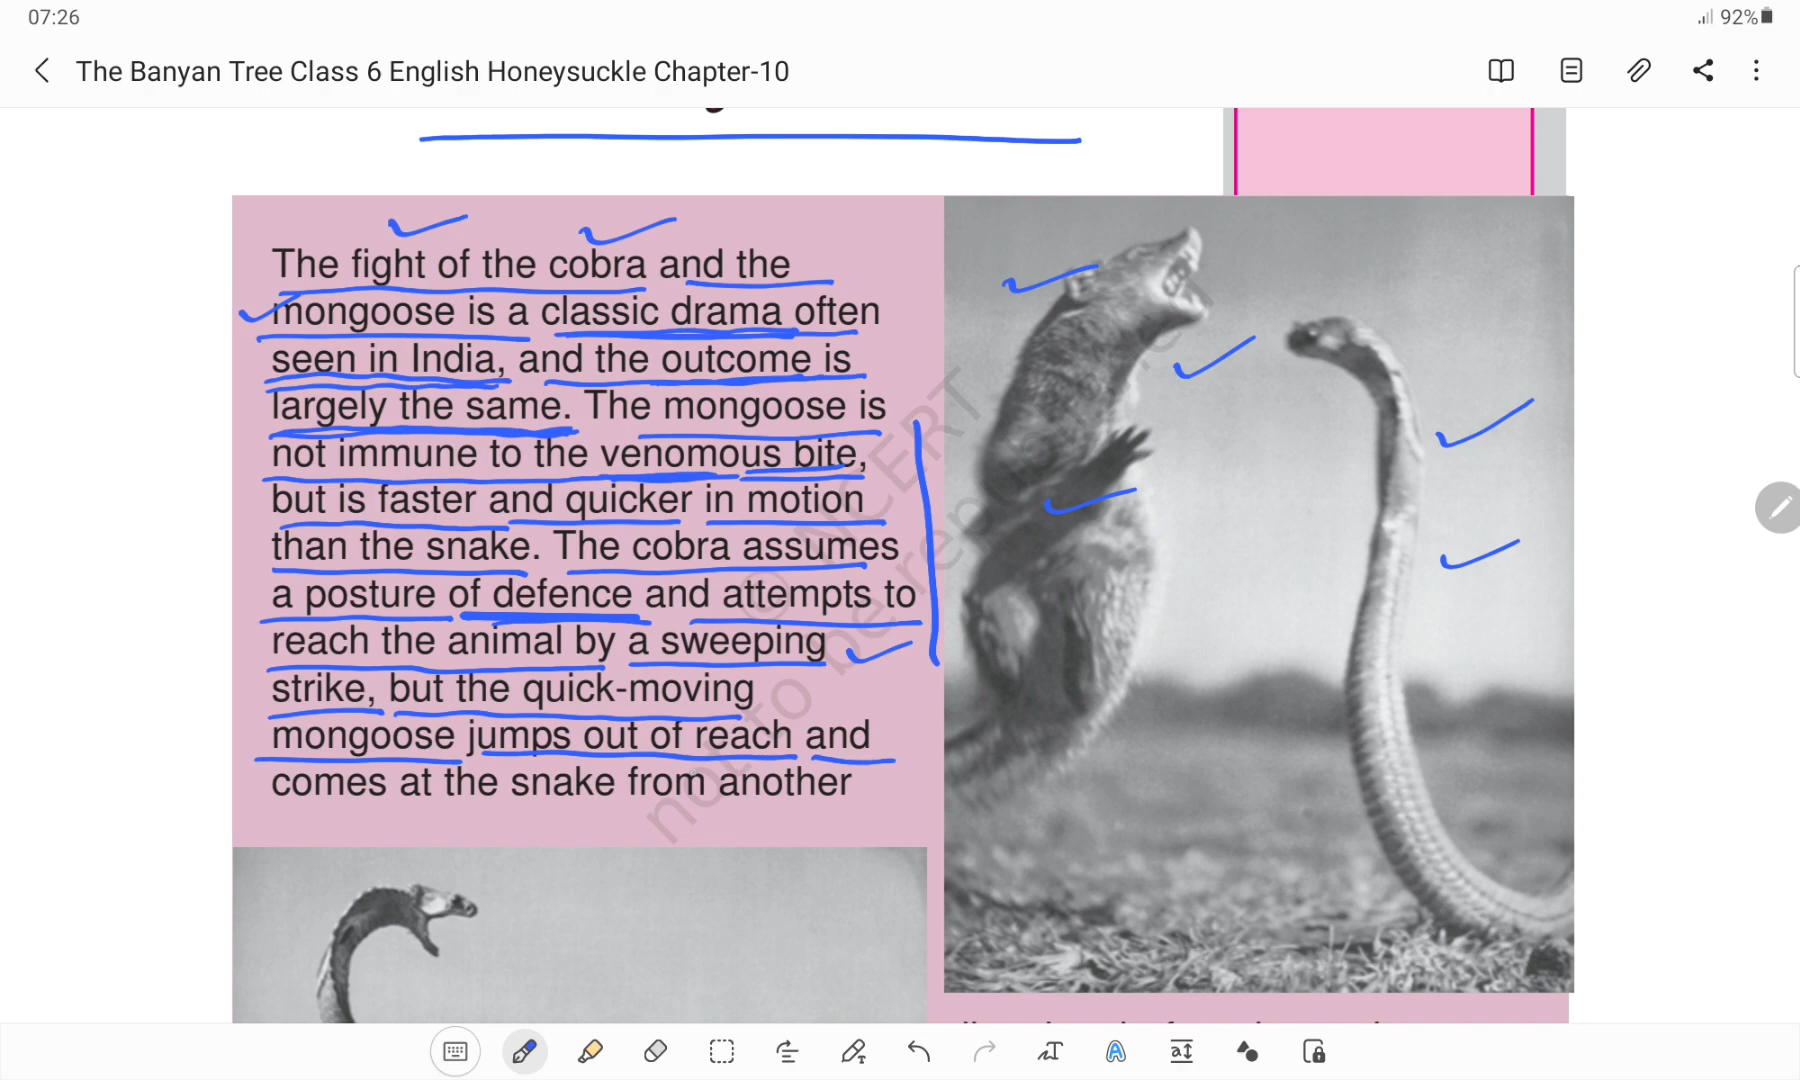 07:26
92%
The Banyan Tree Class 6 English Honeysuckle Chapter-10
The fight of the cobra and the
mongoose is a classic drama often
seen in India, and the outcome is
largely the same. The mongoose is
not immune to the venomous bite,
but is faster and quicker in motion
than the snake. The cobra assumes
a posture of defence and attempts to
reach the animal by a sweeping
strike, but the quick-moving
mongoose jumps out of reach and
comes at the snake from another
© NCERT
not to be